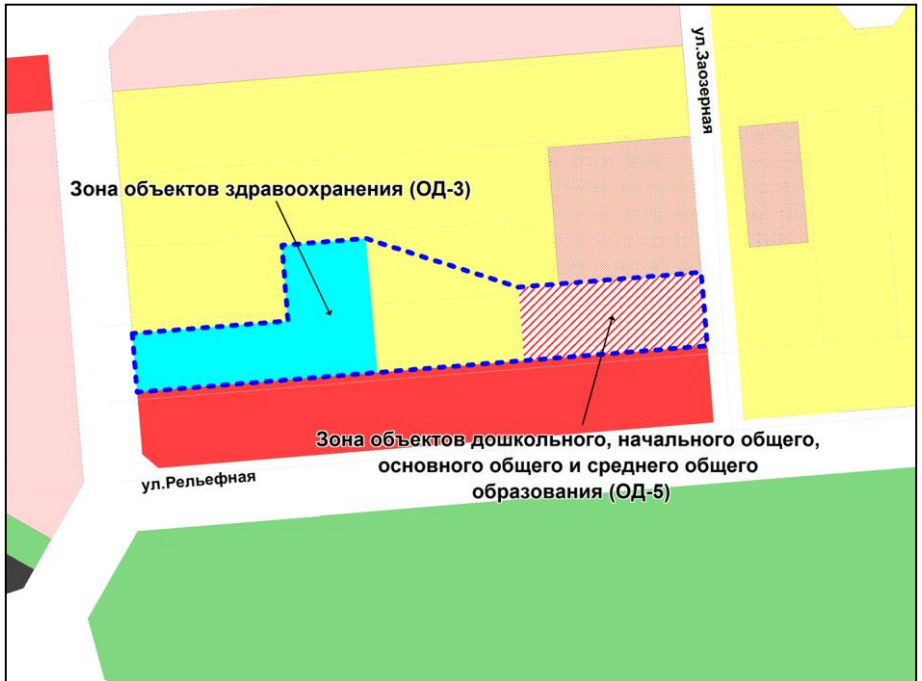 ул.Заозерная
Зона объектов здравоохранения (ОД-3)
Зона объектов дошкольного, начального общего,
основного общего и среднего общего
образования (ОД-5)
ул.Рельефная